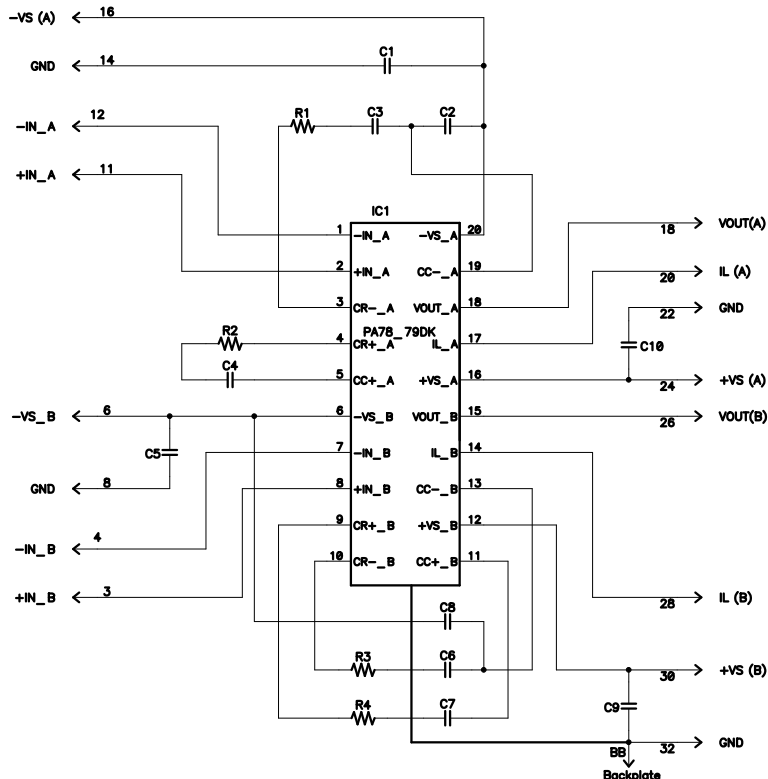 -VS (A) 16
GND 14 C1
-IN_A 12 R1 C3 C2
+IN_A 11
IC1
1 -IN_A -VS_A 20
2 +IN_A CC-_A 19
3 CR-_A VOUT_A 18
PA78_79DK
4 CR+_A IL_A 17
5 CC+_A +VS_A 16
6 -VS_B VOUT_B 15
7 -IN_B IL_B 14
8 +IN_B CC-_B 13
9 CR+_B +VS_B 12
10 CR-_B CC+_B 11
18 VOUT(A)
20 IL (A)
22 GND
C10
24 +VS (A)
26 VOUT(B)
R2
C4
-VS_B 6
C5
GND 8
-IN_B 4
+IN_B 3
C8
R3 C6
R4 C7
28 IL (B)
30 +VS (B)
C9
32 GND
BB
Backplate